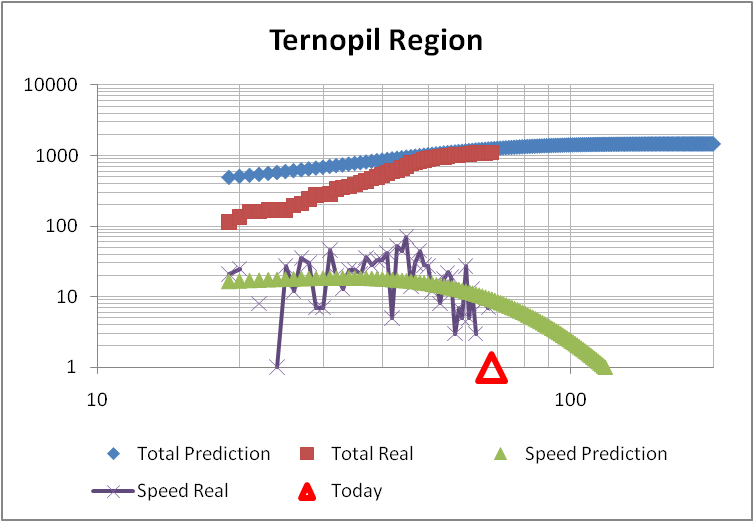 Ternopil Region
10000
1000
100
10
1
10 100
Total Prediction Total Real Speed Prediction
Speed Real Today